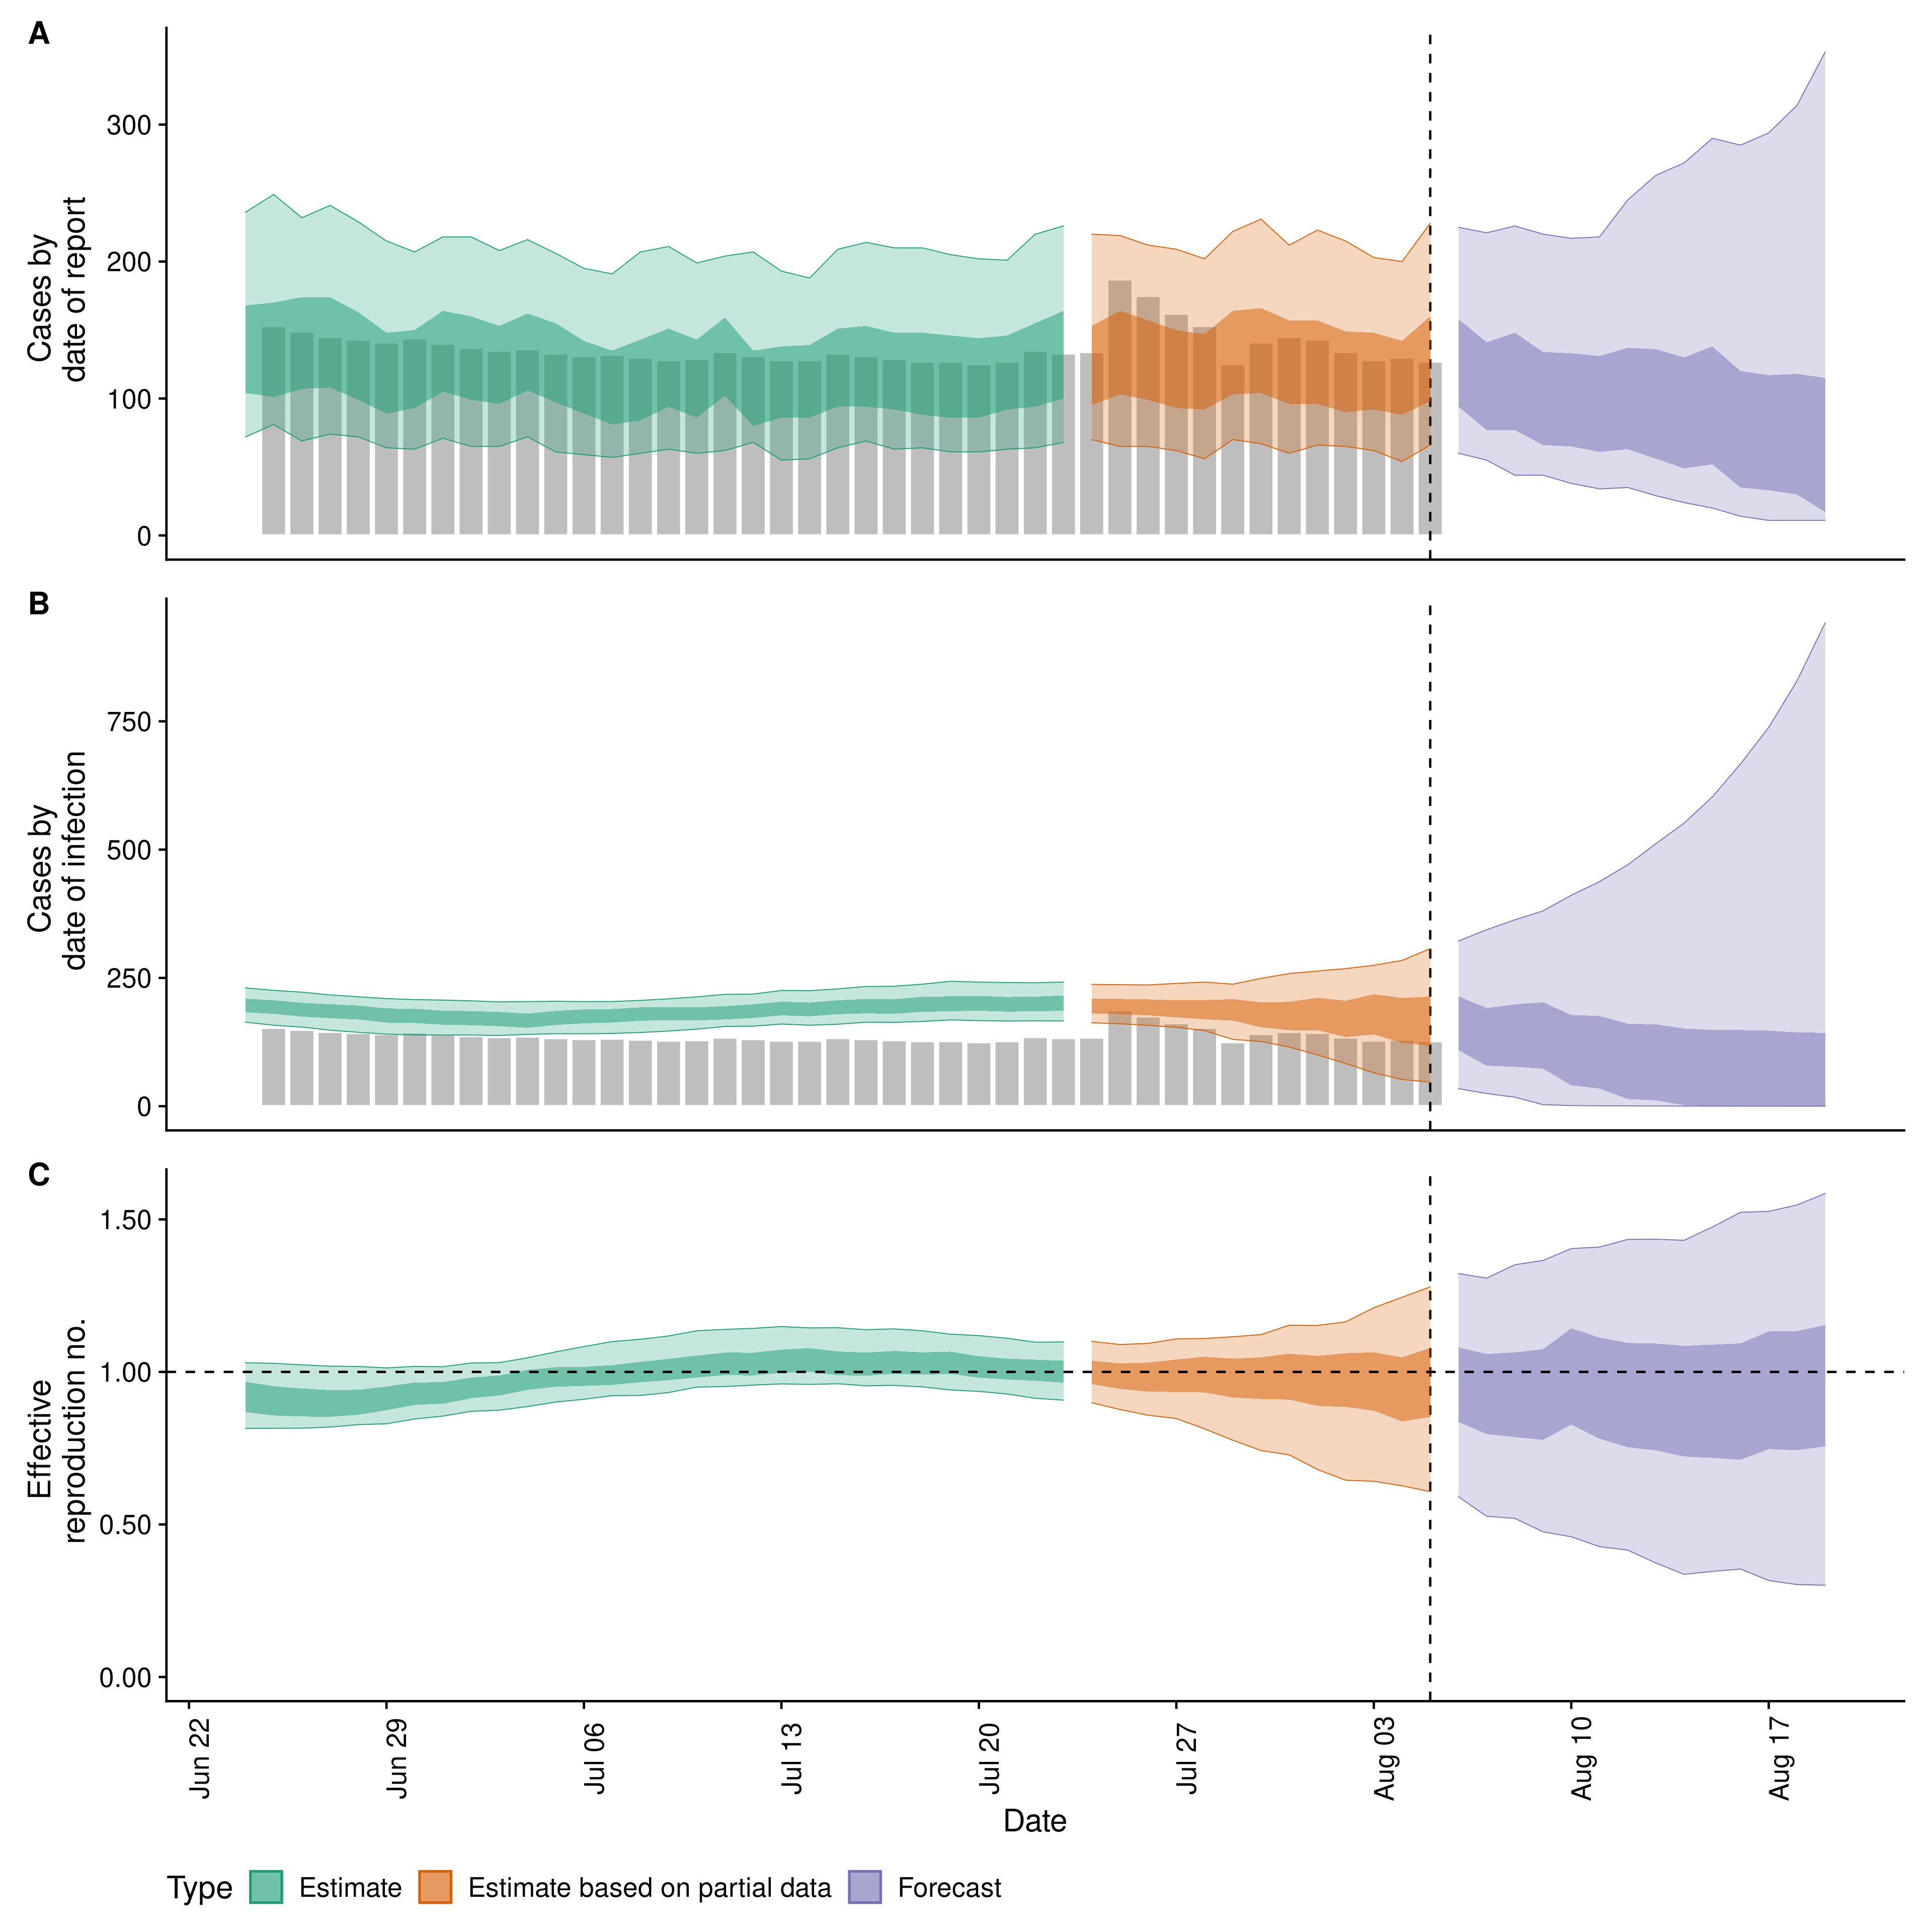 A
300
200
100
0
Cases by
date of report
B
750
500
250
0
Cases by
date of infection
C
1.50
1.00
0.50
0.00
Effective
reproduction no.
Jun 22
Jun 29
Jul 06
Jul 13
Jul 20
Jul 27
Aug 03
Aug 10
Aug 17
Date
Type Estimate Estimate based on partial data Forecast